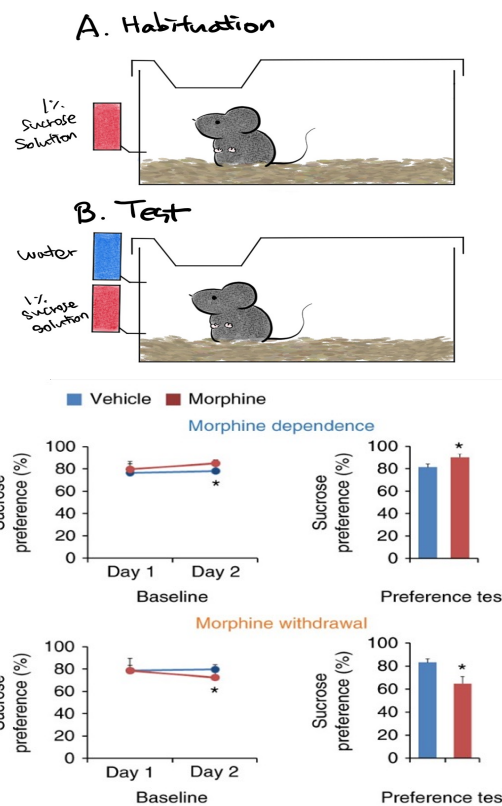 A. Habituation
1%
Sucrose
Solution
B. Test
water
1%
sucrose
solution
Vehicle Morphine
Morphine dependence
Sucrose
preference (%)
100
80
60
40
20
0
*
Day 1 Day 2
Baseline
Sucrose
preference (%)
100
80
60
40
20
0
*
Preference tes
Morphine withdrawal
Sucrose
preference (%)
100
80
60
40
20
0
*
Day 1 Day 2
Baseline
Sucrose
preference (%)
100
80
60
40
20
0
*
Preference tes